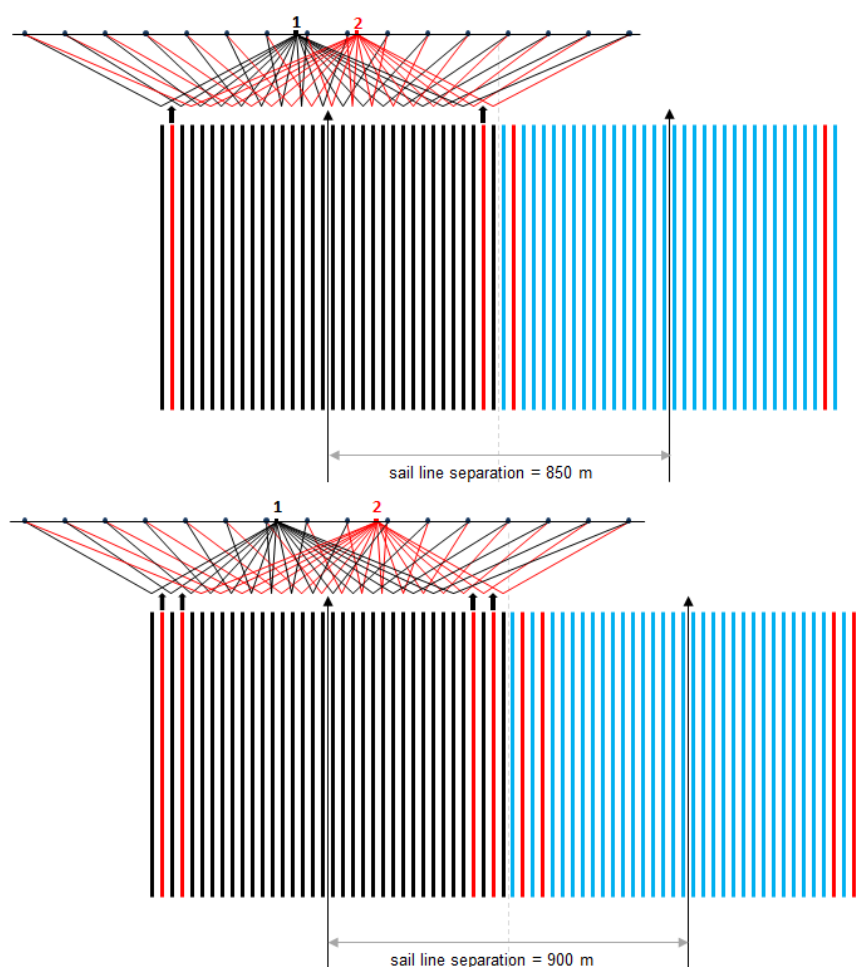 1 2
sail line separation = 850 m
1 2
sail line separation = 900 m